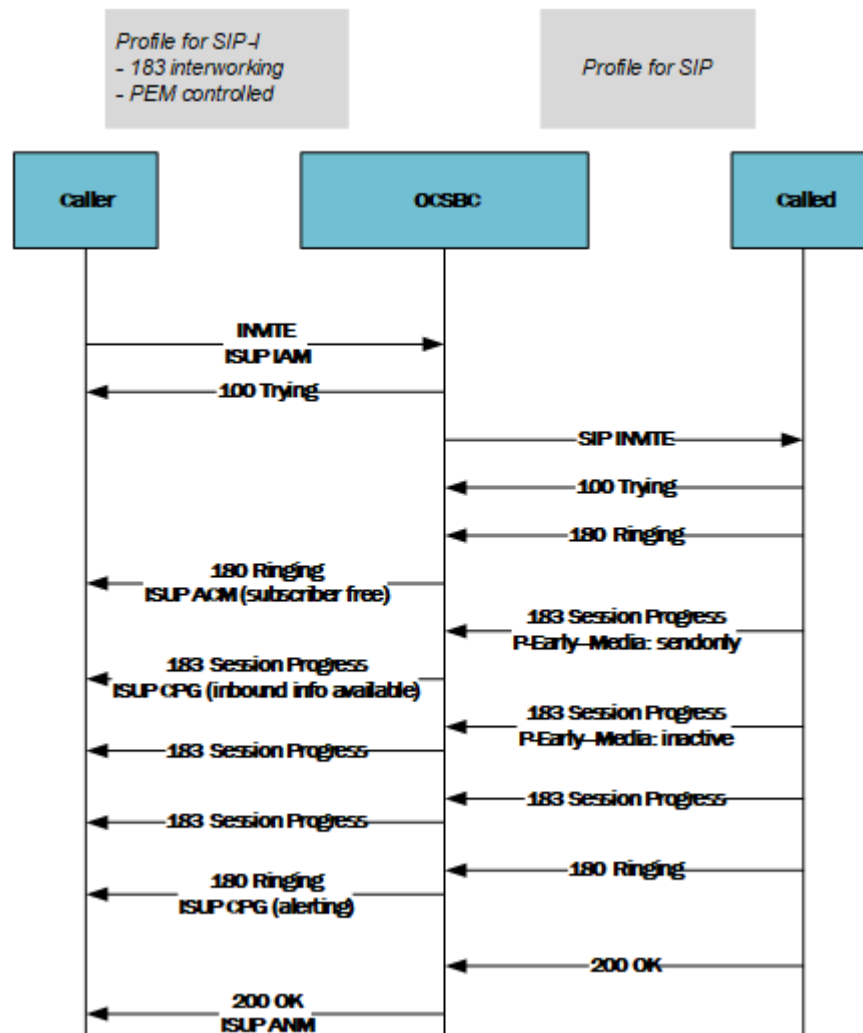 Profile for SIP-I
- 183 interworking
- PEM controlled
Profile for SIP
Caller
OCSBC
Called
INVITE
ISUP IAM
100 Trying
SIP INVITE
100 Trying
180 Ringing
180 Ringing
ISUP ACM (subscriber free)
183 Session Progress
P-Early-Media: sendonly
183 Session Progress
ISUP CPG (inbound info available)
183 Session Progress
P-Early-Media: inactive
183 Session Progress
183 Session Progress
183 Session Progress
180 Ringing
180 Ringing
ISUP CPG (alerting)
200 OK
200 OK
ISUP ANM